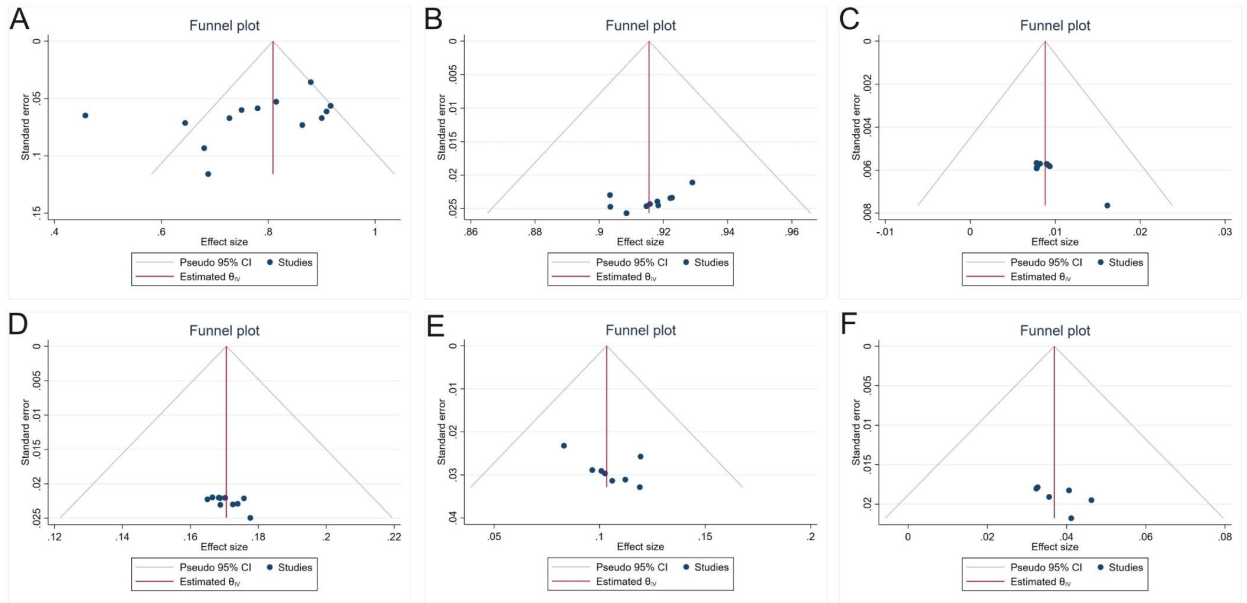 A
Funnel plot
Standard error
0
.05
.1
.15
.4
.6
.8
1
Effect size
Pseudo 95% CI
Studies
Estimated θIV
B
Funnel plot
Standard error
0
.005
.01
.015
.02
.025
.86
.88
.9
.92
.94
.96
Effect size
Pseudo 95% CI
Studies
Estimated θIV
C
Funnel plot
Standard error
0
.002
.004
.006
.008
-.01
0
.01
.02
.03
Effect size
Pseudo 95% CI
Studies
Estimated θIV
D
Funnel plot
Standard error
0
.005
.01
.015
.02
.025
.12
.14
.16
.18
.2
.22
Effect size
Pseudo 95% CI
Studies
Estimated θIV
E
Funnel plot
Standard error
0
.01
.02
.03
.04
.05
.1
.15
.2
Effect size
Pseudo 95% CI
Studies
Estimated θIV
F
Funnel plot
Standard error
0
.005
.01
.015
.02
0
.02
.04
.06
.08
Effect size
Pseudo 95% CI
Studies
Estimated θIV